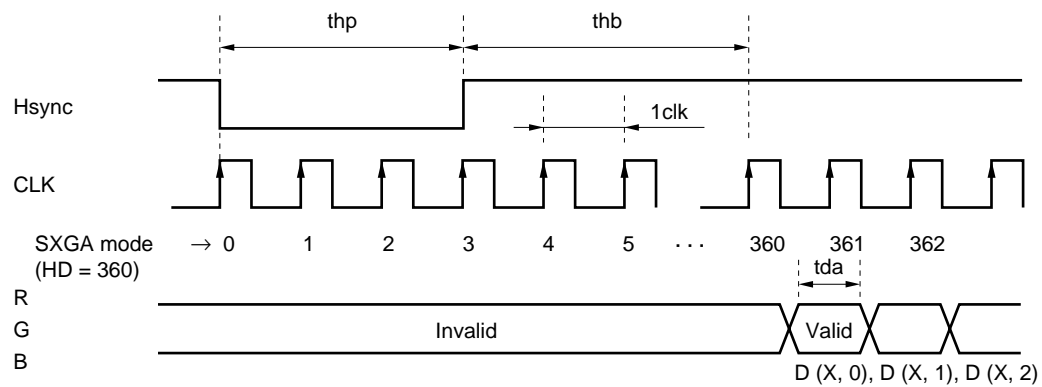 thp
thb
Hsync
1clk
CLK
SXGA mode → 0 1 2 3 4 5 ··· 360 361 362
(HD = 360)
tda
R
G Invalid Valid
B
D (X, 0), D (X, 1), D (X, 2)